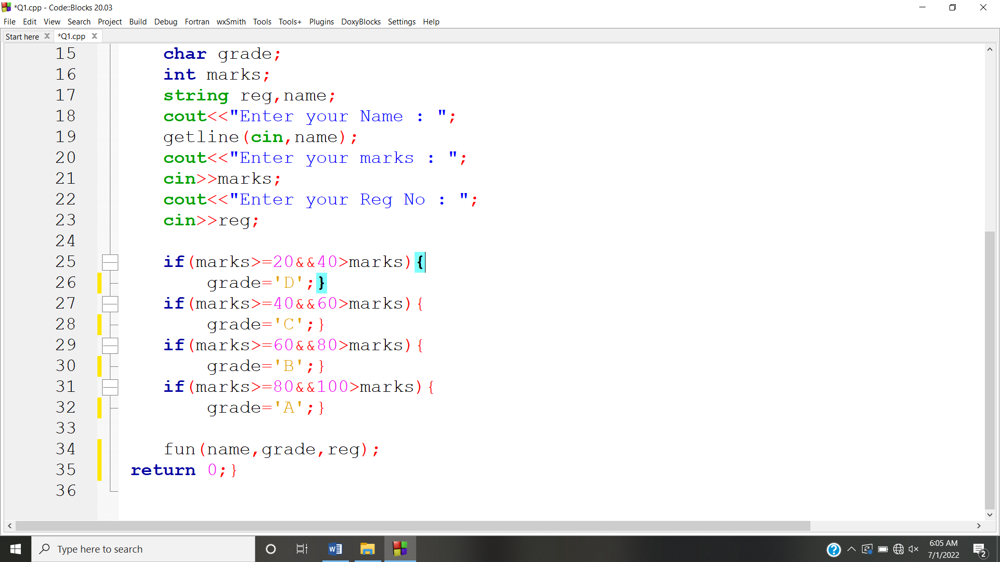 *Q1.cpp - Code::Blocks 20.03
File Edit View Search Project Build Debug Fortran wxSmith Tools Tools+ Plugins DoxyBlocks Settings Help
Start here *Q1.cpp
15 char grade;
16 int marks;
17 string reg,name;
18 cout<<"Enter your Name : ";
19 getline(cin,name);
20 cout<<"Enter your marks : ";
21 cin>>marks;
22 cout<<"Enter your Reg No : ";
23 cin>>reg;
24
25 if(marks>=20&&40>marks){
26 grade='D';}
27 if(marks>=40&&60>marks){
28 grade='C';}
29 if(marks>=60&&80>marks){
30 grade='B';}
31 if(marks>=80&&100>marks){
32 grade='A';}
33
34 fun(name,grade,reg);
35 return 0;}
36
Type here to search
6:05 AM
7/1/2022
2